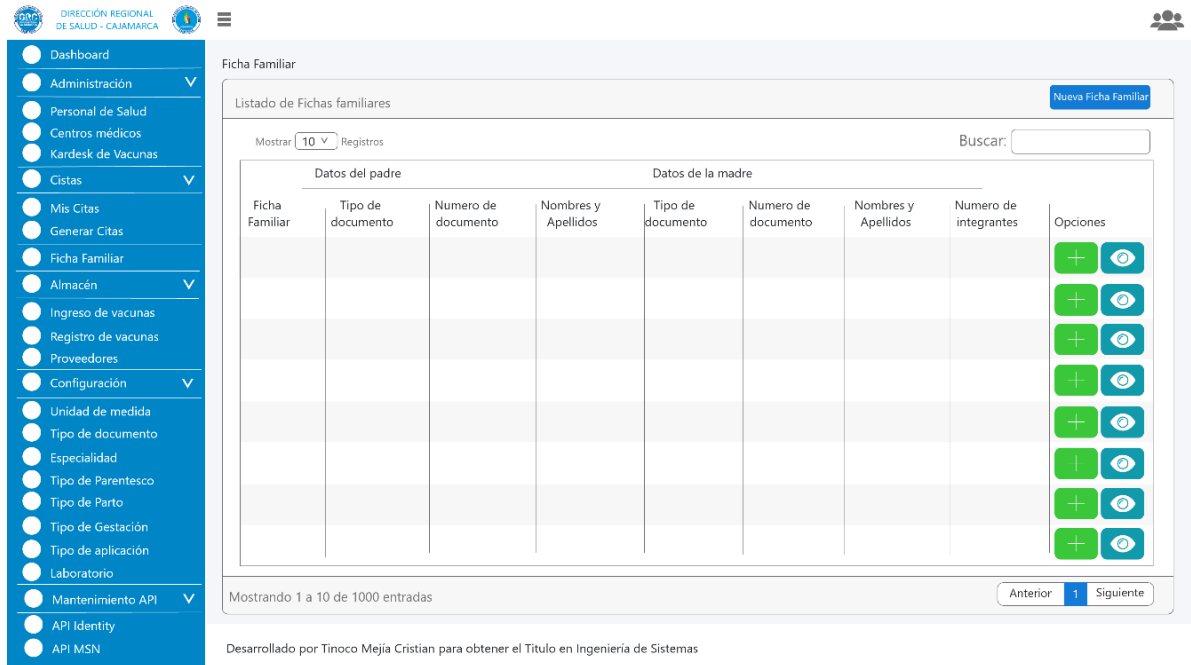 DIRECCIÓN REGIONAL
DE SALUD - CAJAMARCA
Dashboard
Administración
Personal de Salud
Centros médicos
Kardesk de Vacunas
Cistas
Mis Citas
Generar Citas
Ficha Familiar
Almacén
Ingreso de vacunas
Registro de vacunas
Proveedores
Configuración
Unidad de medida
Tipo de documento
Especialidad
Tipo de Parentesco
Tipo de Parto
Tipo de Gestación
Tipo de aplicación
Laboratorio
Mantenimiento API
API Identity
API MSN
Ficha Familiar
Listado de Fichas familiares
Nueva Ficha Familiar
Mostrar 10 Registros
Buscar:
Datos del padre
Datos de la madre
Ficha
Familiar
Tipo de
documento
Numero de
documento
Nombres y
Apellidos
Tipo de
documento
Numero de
documento
Nombres y
Apellidos
Numero de
integrantes
Opciones
Mostrando 1 a 10 de 1000 entradas
Anterior 1 Siguiente
Desarrollado por Tinoco Mejía Cristian para obtener el Titulo en Ingeniería de Sistemas